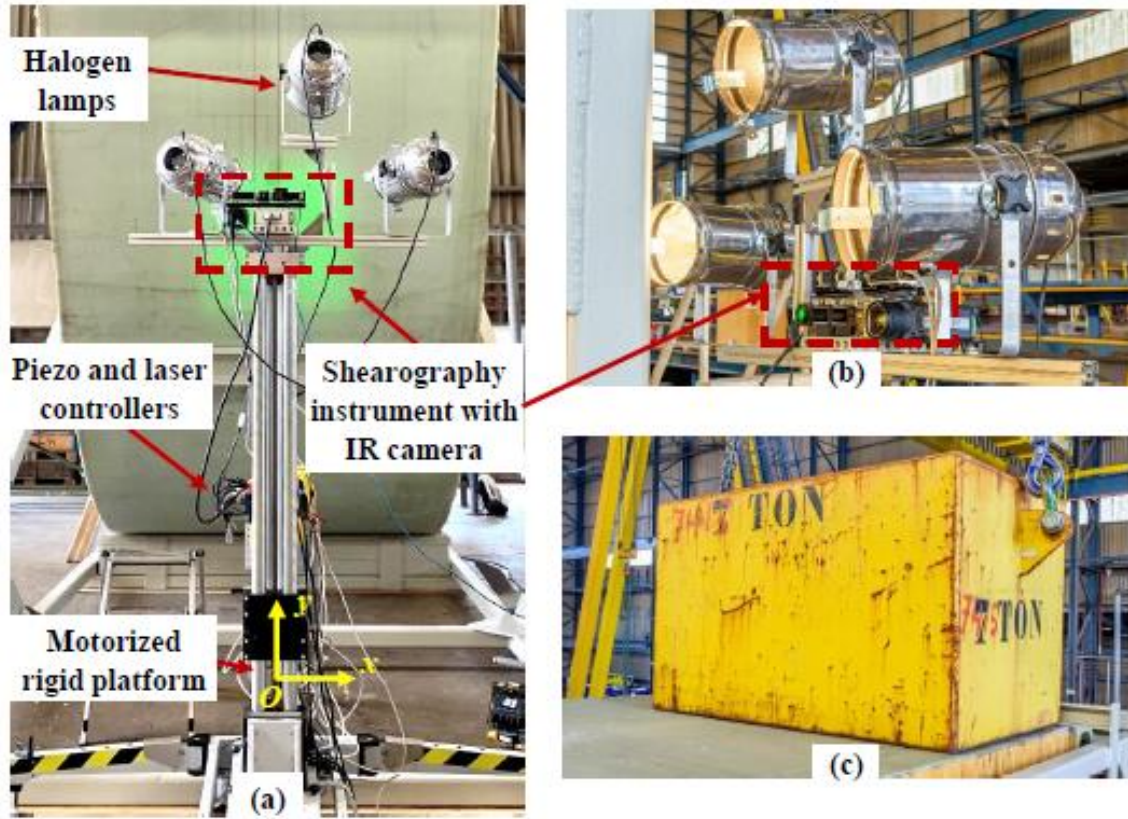 Halogen
lamps
Piezo and laser
controllers
Shearography
instrument with
IR camera
Motorized
rigid platform
y
x
O
(a)
(b)
TON
TON
(c)